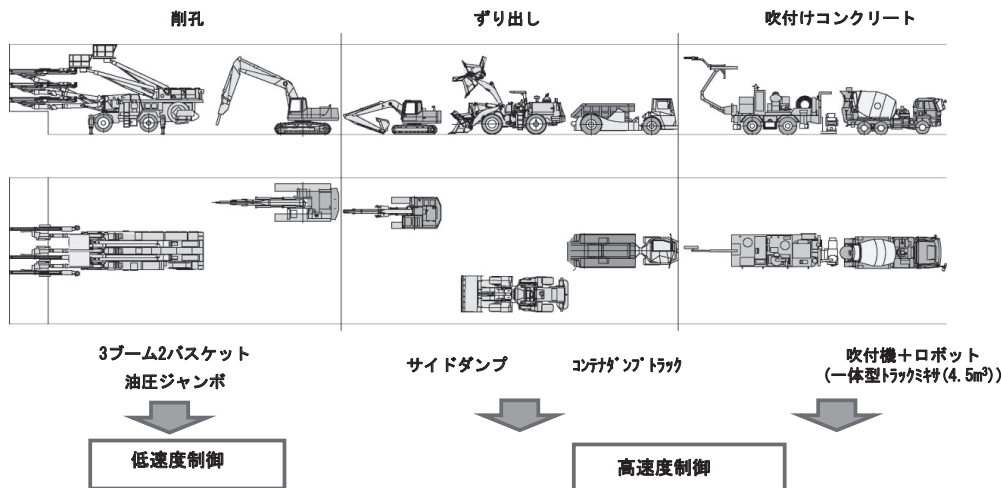 削孔
ずり出し
吹付けコンクリート
3ブーム2バスケット
油圧ジャンボ
サイドダンプ
コンテナダンプトラック
吹付機+ロボット
(一体型トラックミキサ(4.5m³))
低速度制御
高速度制御